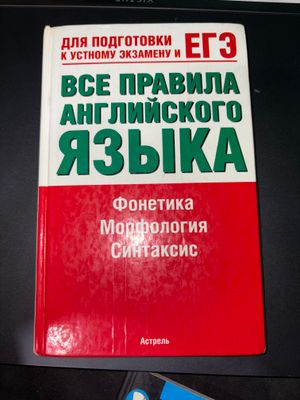 ДЛЯ ПОДГОТОВКИ
К УСТНОМУ ЭКЗАМЕНУ И ЕГЭ
ВСЕ ПРАВИЛА
АНГЛИЙСКОГО
ЯЗЫКА
Фонетика
Морфология
Синтаксис
Астрель